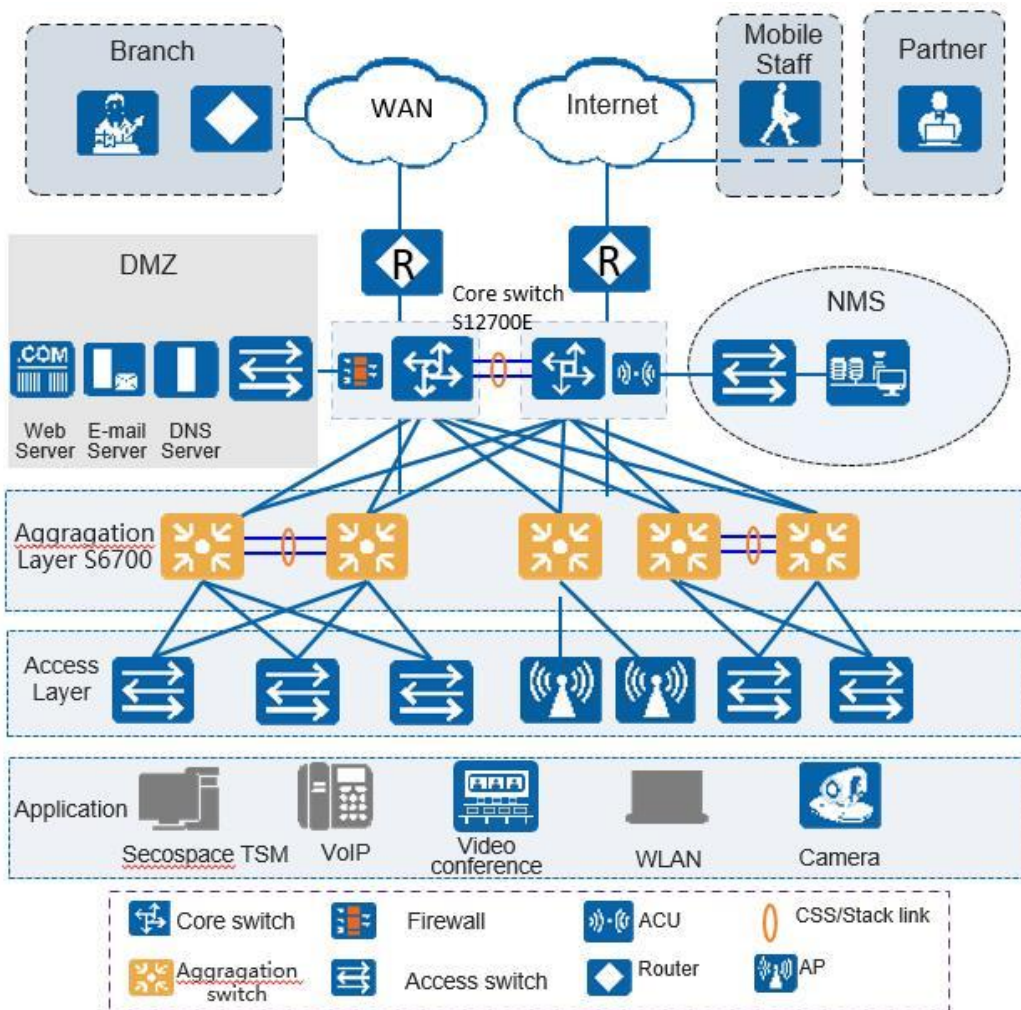 Branch
WAN
Internet
Mobile
Staff
Partner
R
R
DMZ
Core switch
S12700E
NMS
.COM
Web
Server
E-mail
Server
DNS
Server
Aggragation
Layer S6700
Access
Layer
Application
Secospace TSM
VoIP
Video
conference
WLAN
Camera
Core switch
Firewall
ACU
CSS/Stack link
Aggragation
switch
Access switch
Router
AP